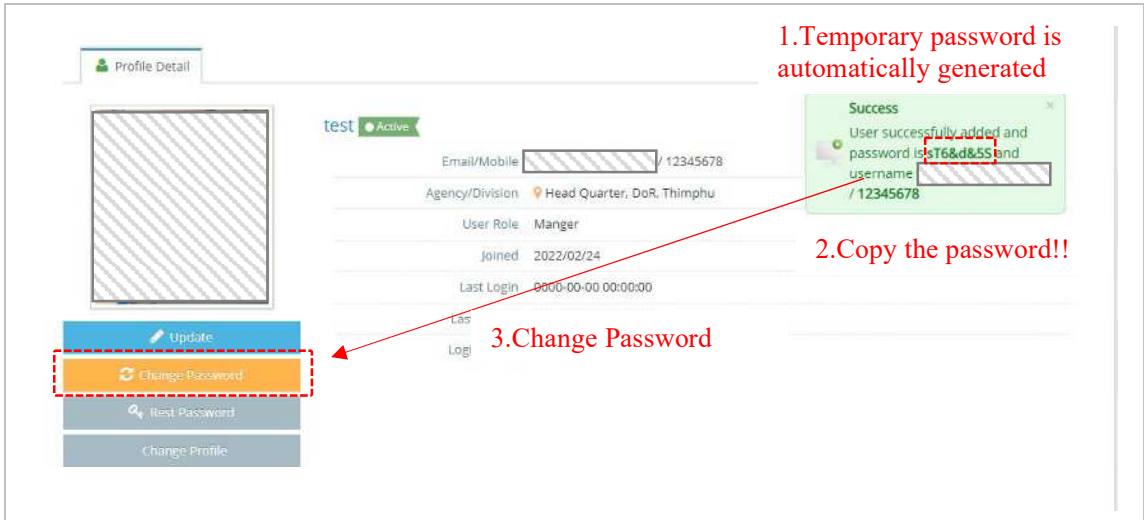 1.Temporary password is
automatically generated
Profile Detail
test Active
Success
User successfully added and
password is sT6&d&5S and
username
/ 12345678
Email/Mobile / 12345678
Agency/Division Head Quarter, DoR, Thimphu
User Role Manger
2.Copy the password!!
Joined 2022/02/24
Last Login 0000-00-00 00:00:00
Las
3.Change Password
Logi
Update
Change Password
Rest Password
Change Profile